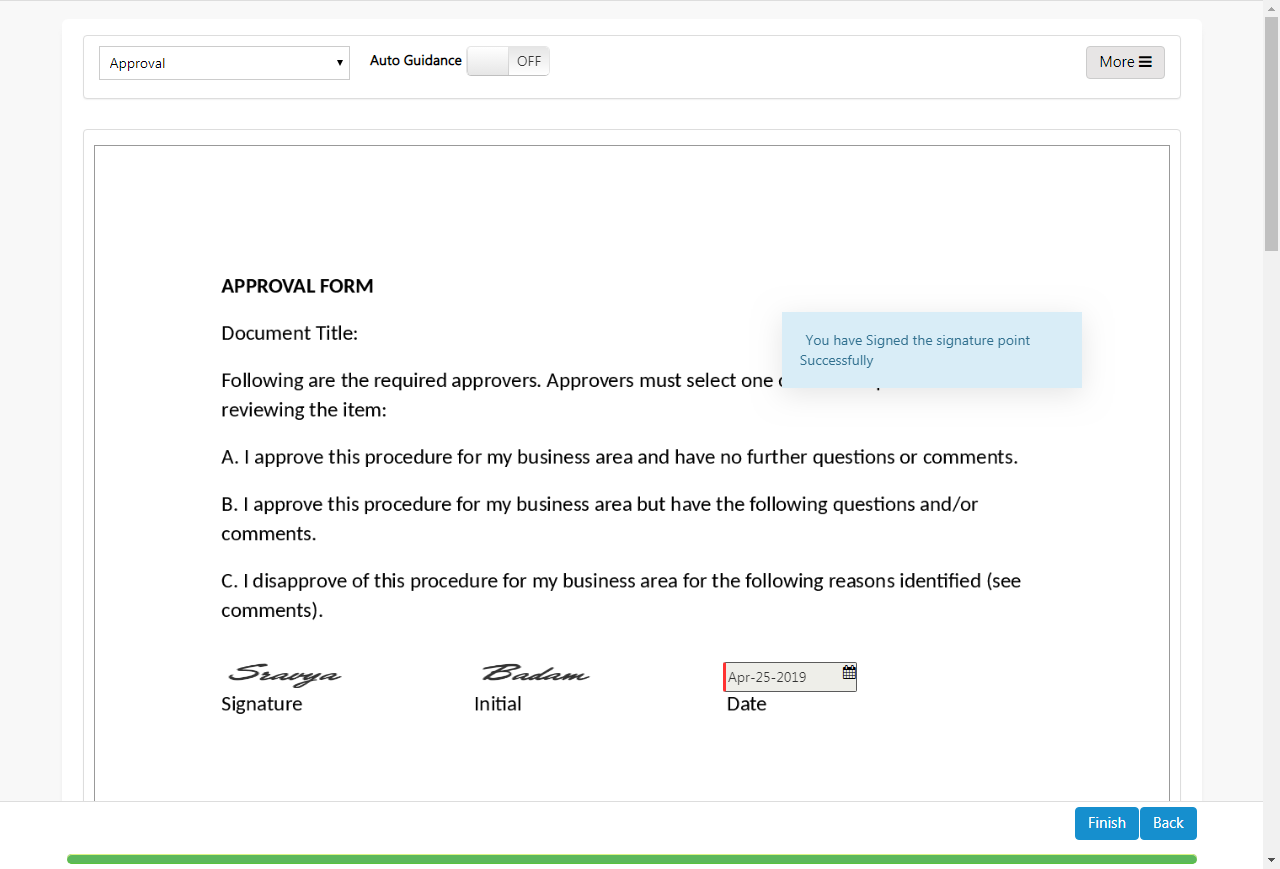 Approval
Auto Guidance OFF
More
APPROVAL FORM
Document Title:
You have Signed the signature point
Successfully
Following are the required approvers. Approvers must select one
reviewing the item:
A. I approve this procedure for my business area and have no further questions or comments.
B. I approve this procedure for my business area but have the following questions and/or
comments.
C. I disapprove of this procedure for my business area for the following reasons identified (see
comments).
Sravya Badam Apr-25-2019
Signature Initial Date
Finish Back